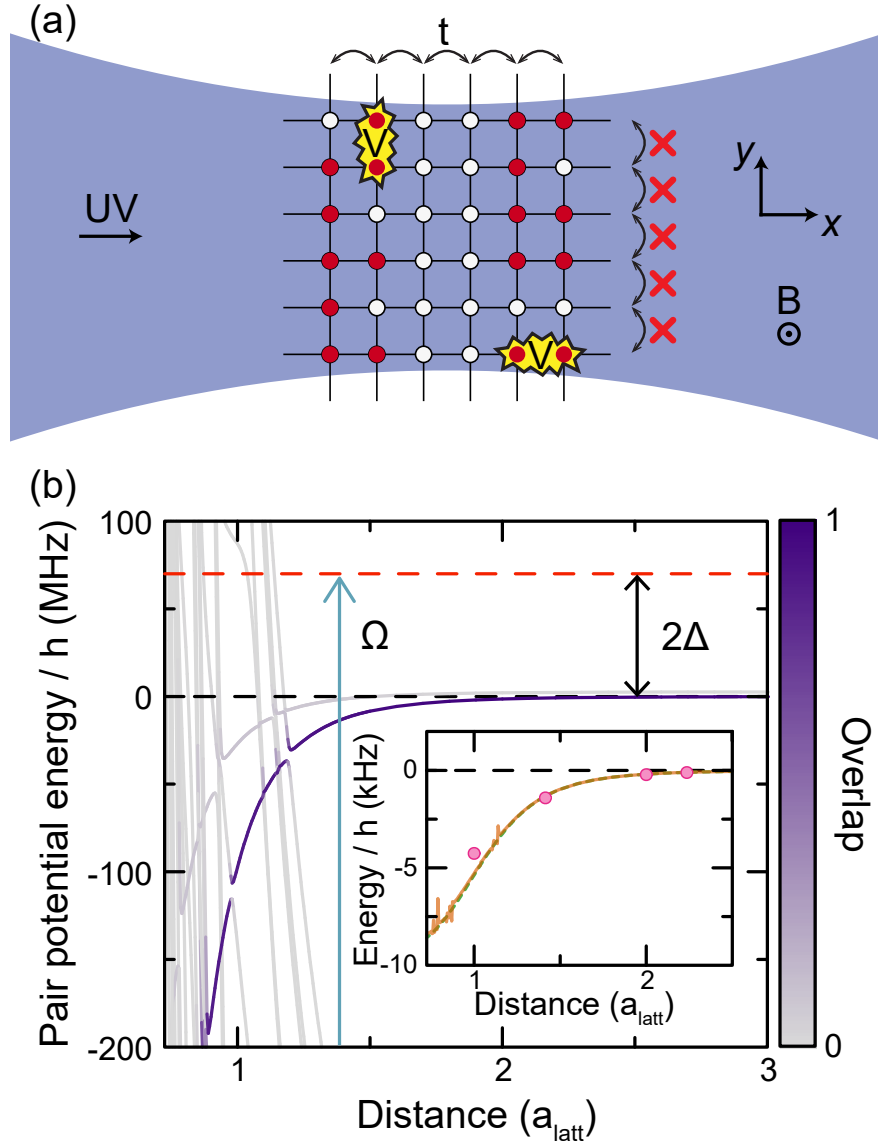 (a)
t
V
y
UV
x
B
V
(b)
Pair potential energy / h (MHz)
100
0
-100
-200
1
2
3
Distance (a_latt)
Ω
2Δ
Energy / h (kHz)
0
-5
-10
1
2
Distance (a_latt)
1
0
Overlap